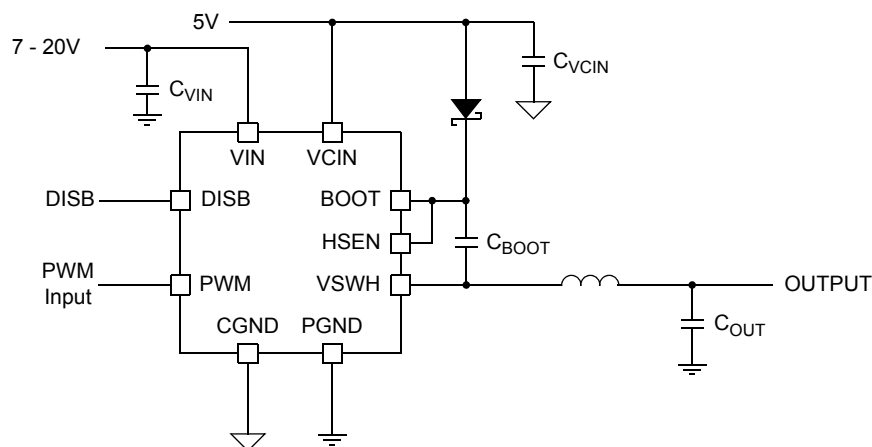 5V
7 - 20V
CVCIN
CVIN
VIN
VCIN
DISB
DISB
BOOT
HSEN
CBOOT
PWM
Input
PWM
VSWH
OUTPUT
CGND
PGND
COUT